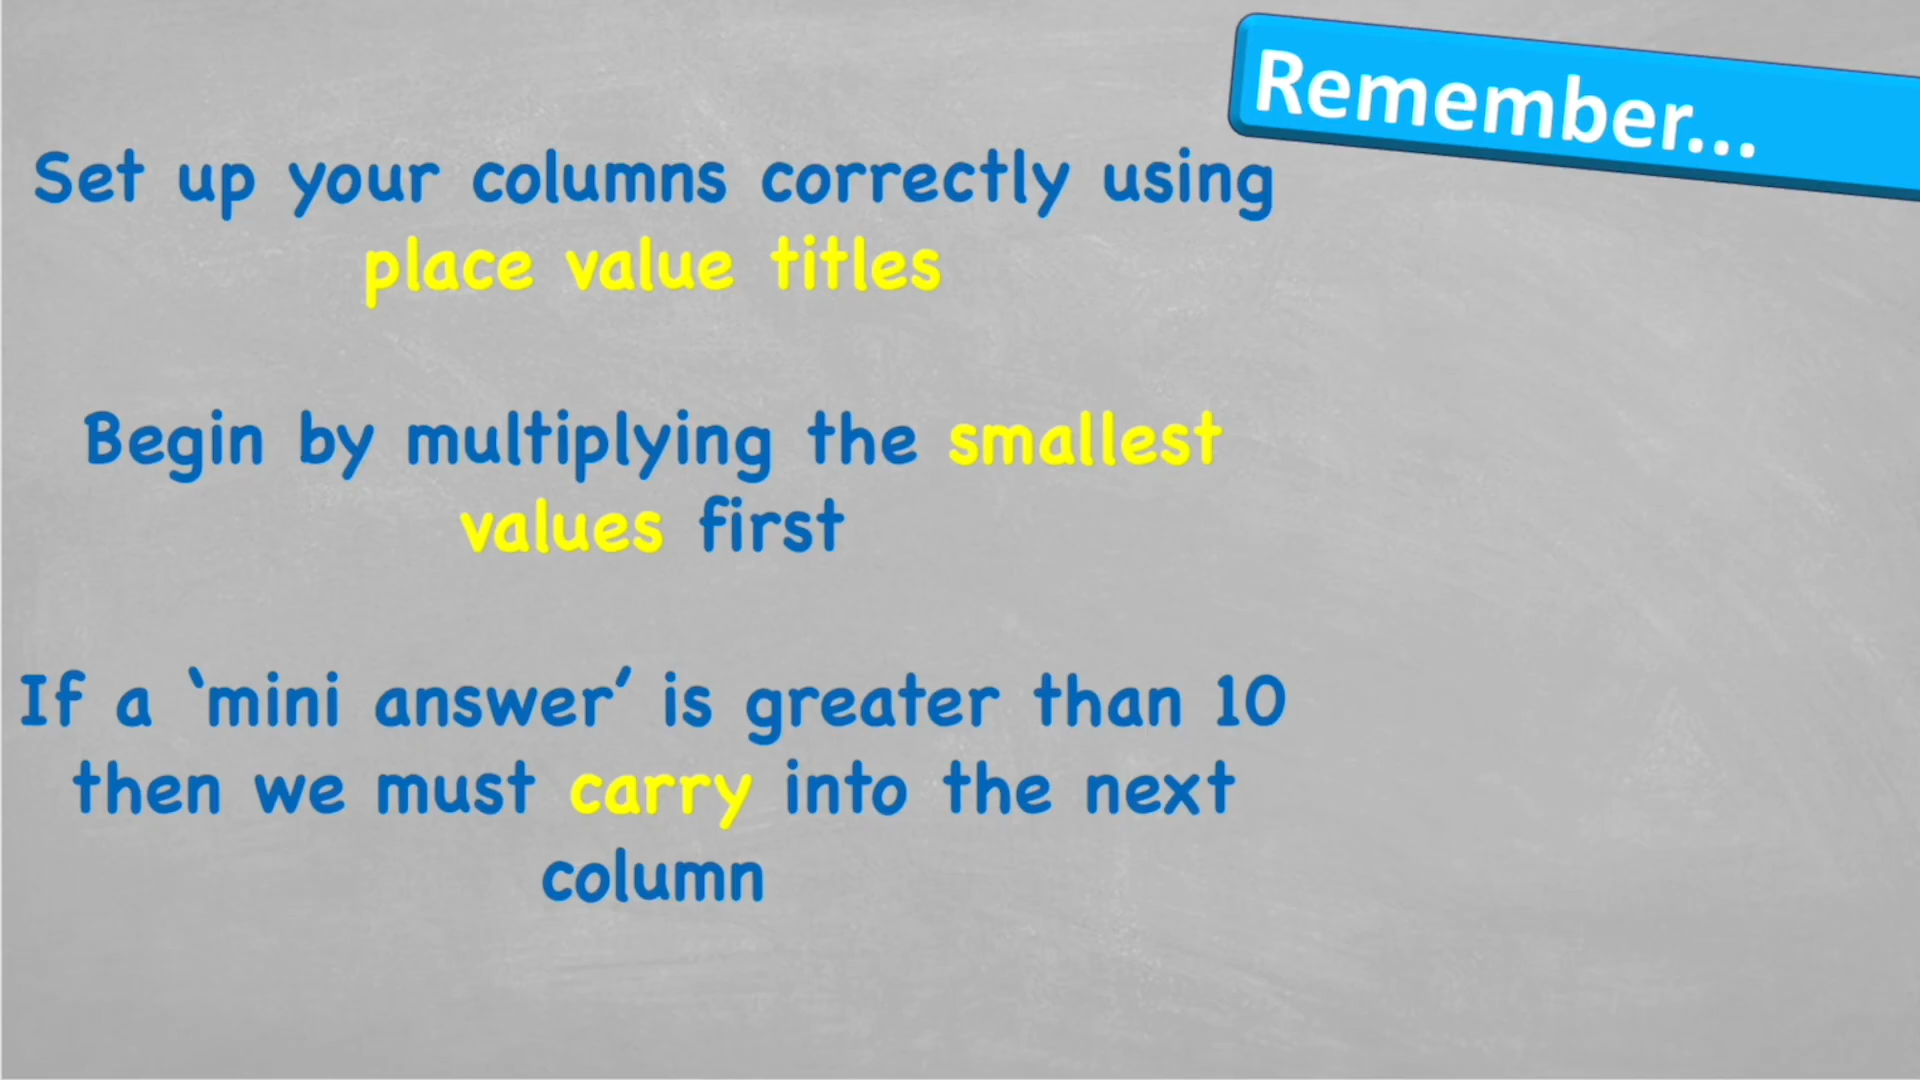 Remember...
Set up your columns correctly using
place value titles
Begin by multiplying the smallest
values first
If a ‘mini answer’ is greater than 10
then we must carry into the next
column